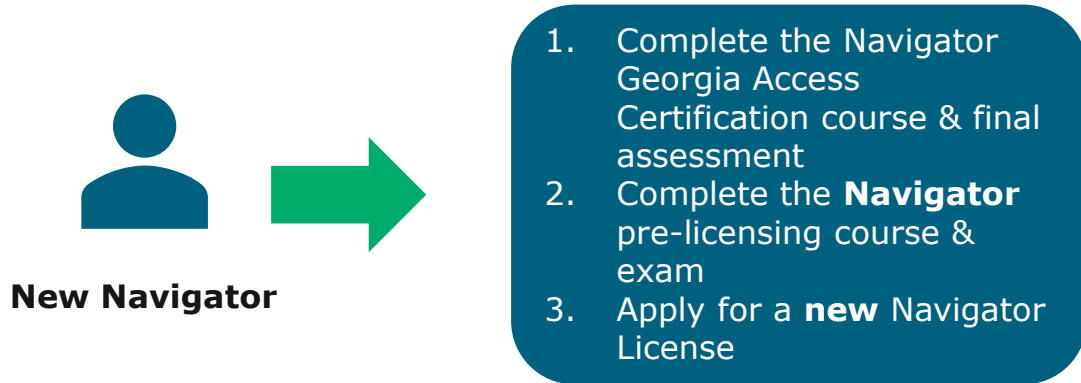 1. Complete the Navigator
Georgia Access
Certification course & final
assessment
2. Complete the Navigator
pre-licensing course &
exam
3. Apply for a new Navigator
License
New Navigator